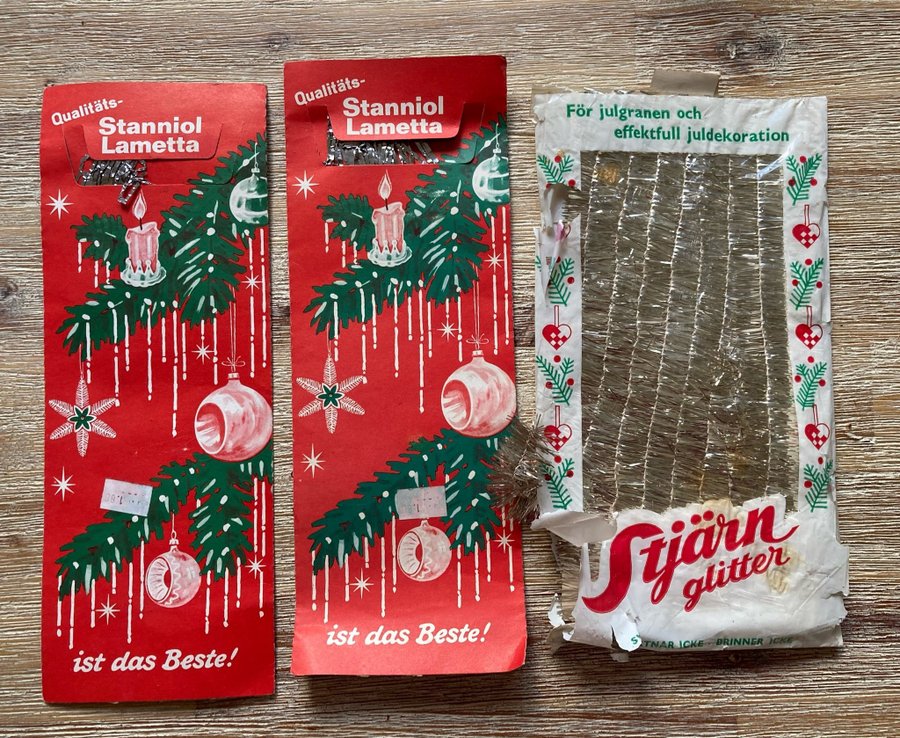 Qualitäts-
Stanniol
Lametta
ist das Beste!
Qualitäts-
Stanniol
Lametta
ist das Beste!
För julgranen och
effektfull juldekoration
Stjärn
glitter
TNAR ICKE · BRINNER ICKE